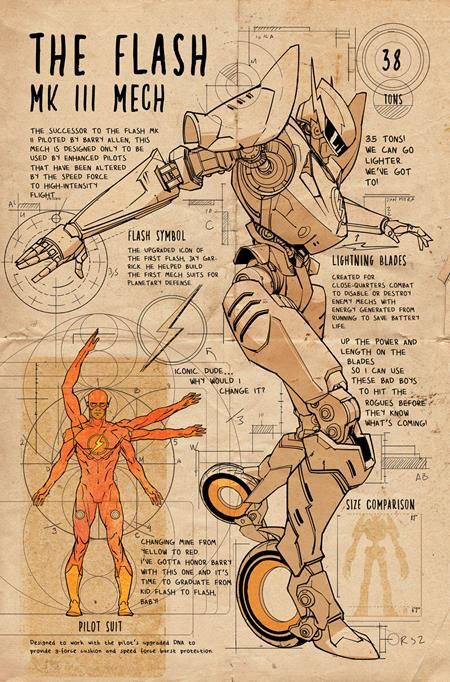 THE FLASH
MK III MECH
THE SUCCESSOR TO THE FLASH MK
II PILOTED BY BARRY ALLEN, THIS
MECH IS DESIGNED ONLY TO BE
USED BY ENHANCED PILOTS
THAT HAVE BEEN ALTERED
BY THE SPEED FORCE
TO HIGH-INTENSITY
FLIGHT.
38
TONS
35 TONS!
WE CAN GO
LIGHTER.
WE'VE GOT
TO!
DAN MORA
FLASH SYMBOL
THE UPGRADED ICON OF
THE FIRST FLASH, JAY GAR-
RICK HE HELPED BUILD
THE FIRST MECH SUITS FOR
PLANETARY DEFENSE.
LIGHTNING BLADES
CREATED FOR
CLOSE-QUARTERS COMBAT
TO DISABLE OR DESTROY
ENEMY MECHS WITH
ENERGY GENERATED FROM
RUNNING TO SAVE BATTERY
LIFE.
UP THE POWER AND
LENGTH ON THE
BLADES
SO I CAN USE
THESE BAD BOYS
TO HIT THE
ROGUES BEFORE
THEY KNOW
WHAT'S COMING!
ICONIC, DUDE...
WHY WOULD I
CHANGE IT?
SIZE COMPARISON
CHANGING MINE FROM
YELLOW TO RED.
I'VE GOTTA HONOR BARRY
WITH THIS ONE AND IT'S
TIME TO GRADUATE FROM
KID FLASH TO FLASH,
BABY!
PILOT SUIT
Designed to work with the pilot's upgraded DNA to
provide g-force cushion and speed force burst protection.